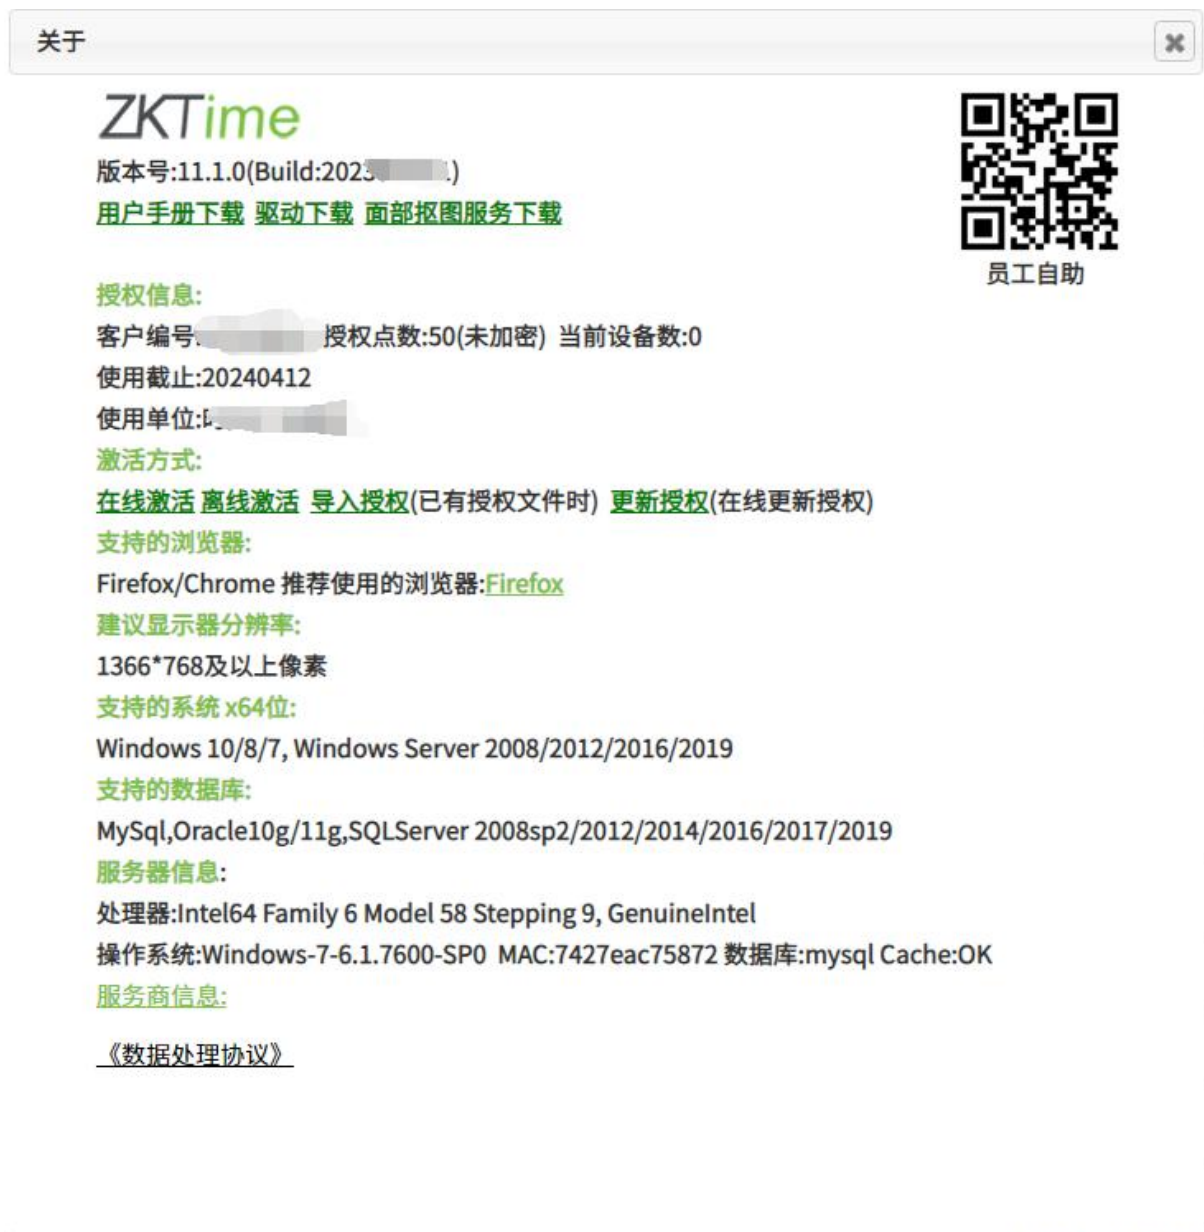 关于
ZKTime
版本号:11.1.0(Build:2023 )
用户手册下载 驱动下载 面部抠图服务下载
员工自助
授权信息:
客户编号: 授权点数:50(未加密) 当前设备数:0
使用截止:20240412
使用单位:
激活方式:
在线激活 离线激活 导入授权(已有授权文件时) 更新授权(在线更新授权)
支持的浏览器:
Firefox/Chrome 推荐使用的浏览器:Firefox
建议显示器分辨率:
1366*768及以上像素
支持的系统 x64位:
Windows 10/8/7, Windows Server 2008/2012/2016/2019
支持的数据库:
MySql,Oracle10g/11g,SQLServer 2008sp2/2012/2014/2016/2017/2019
服务器信息:
处理器:Intel64 Family 6 Model 58 Stepping 9, GenuineIntel
操作系统:Windows-7-6.1.7600-SP0 MAC:7427eac75872 数据库:mysql Cache:OK
服务商信息:
《数据处理协议》